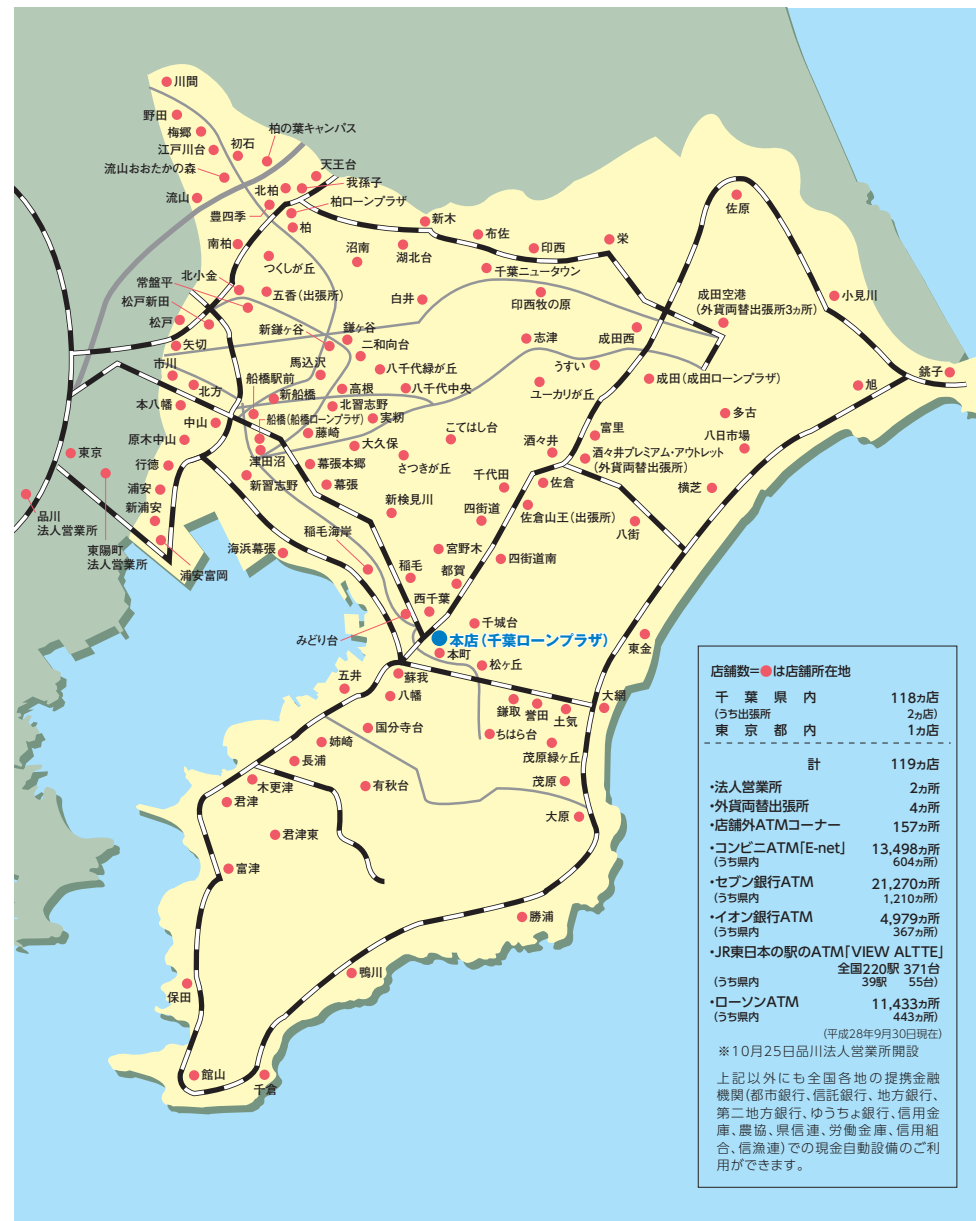 川間
野田
梅郷
江戸川台
初石
柏の葉キャンパス
流山おおたかの森
流山
天王台
北柏
我孫子
柏ローンプラザ
豊四季
柏
新木
佐原
南柏
沼南
湖北台
布佐
印西
栄
つくしが丘
千葉ニュータウン
北小金
常盤平
五香(出張所)
白井
印西牧の原
成田空港
(外貨両替出張所3ヵ所)
小見川
松戸新田
松戸
新鎌ヶ谷
鎌ヶ谷
志津
成田西
矢切
二和向台
市川
馬込沢
八千代緑が丘
うすい
銚子
北方
船橋駅前
新船橋
高根
八千代中央
ユーカリが丘
成田(成田ローンプラザ)
旭
本八幡
北習志野
多古
中山
船橋(船橋ローンプラザ)
実籾
こてはし台
富里
八日市場
原木中山
藤崎
大久保
酒々井
酒々井プレミアム・アウトレット
(外貨両替出張所)
東京
行徳
津田沼
幕張本郷
さつきが丘
浦安
新習志野
幕張
千代田
佐倉
横芝
品川
法人営業所
新浦安
新検見川
四街道
佐倉山王(出張所)
八街
東陽町
法人営業所
浦安富岡
海浜幕張
稲毛海岸
宮野木
四街道南
稲毛
都賀
西千葉
みどり台
千城台
本店(千葉ローンプラザ)
本町
東金
松ヶ丘
五井
蘇我
八幡
鎌取
誉田
土気
大網
国分寺台
ちはら台
姉崎
茂原緑ヶ丘
長浦
木更津
有秋台
茂原
君津
大原
君津東
富津
勝浦
鴨川
保田
館山
千倉
店舗数=●は店舗所在地
千葉県内 118ヵ店
(うち出張所 2ヵ店)
東京都内 1ヵ店
計 119ヵ店
・法人営業所 2ヵ所
・外貨両替出張所 4ヵ所
・店舗外ATMコーナー 157ヵ所
・コンビニATM「E-net」 13,498ヵ所
(うち県内 604ヵ所)
・セブン銀行ATM 21,270ヵ所
(うち県内 1,210ヵ所)
・イオン銀行ATM 4,979ヵ所
(うち県内 367ヵ所)
・JR東日本の駅のATM「VIEW ALTTE」
全国220駅 371台
(うち県内 39駅 55台)
・ローソンATM 11,433ヵ所
(うち県内 443ヵ所)
(平成28年9月30日現在)
※10月25日品川法人営業所開設
上記以外にも全国各地の提携金融
機関(都市銀行、信託銀行、地方銀行、
第二地方銀行、ゆうちょ銀行、信用金
庫、農協、県信連、労働金庫、信用組
合、信漁連)での現金自動設備のご利
用ができます。